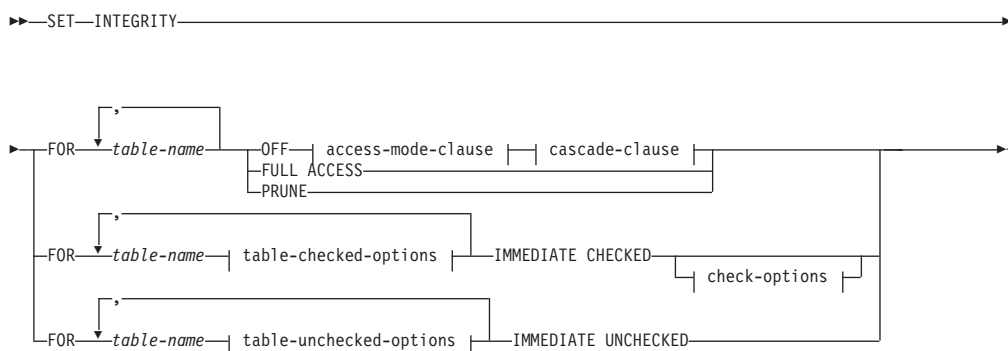 SET INTEGRITY
,
FOR table-name OFF access-mode-clause cascade-clause
FULL ACCESS
PRUNE
,
FOR table-name table-checked-options IMMEDIATE CHECKED
check-options
,
FOR table-name table-unchecked-options IMMEDIATE UNCHECKED